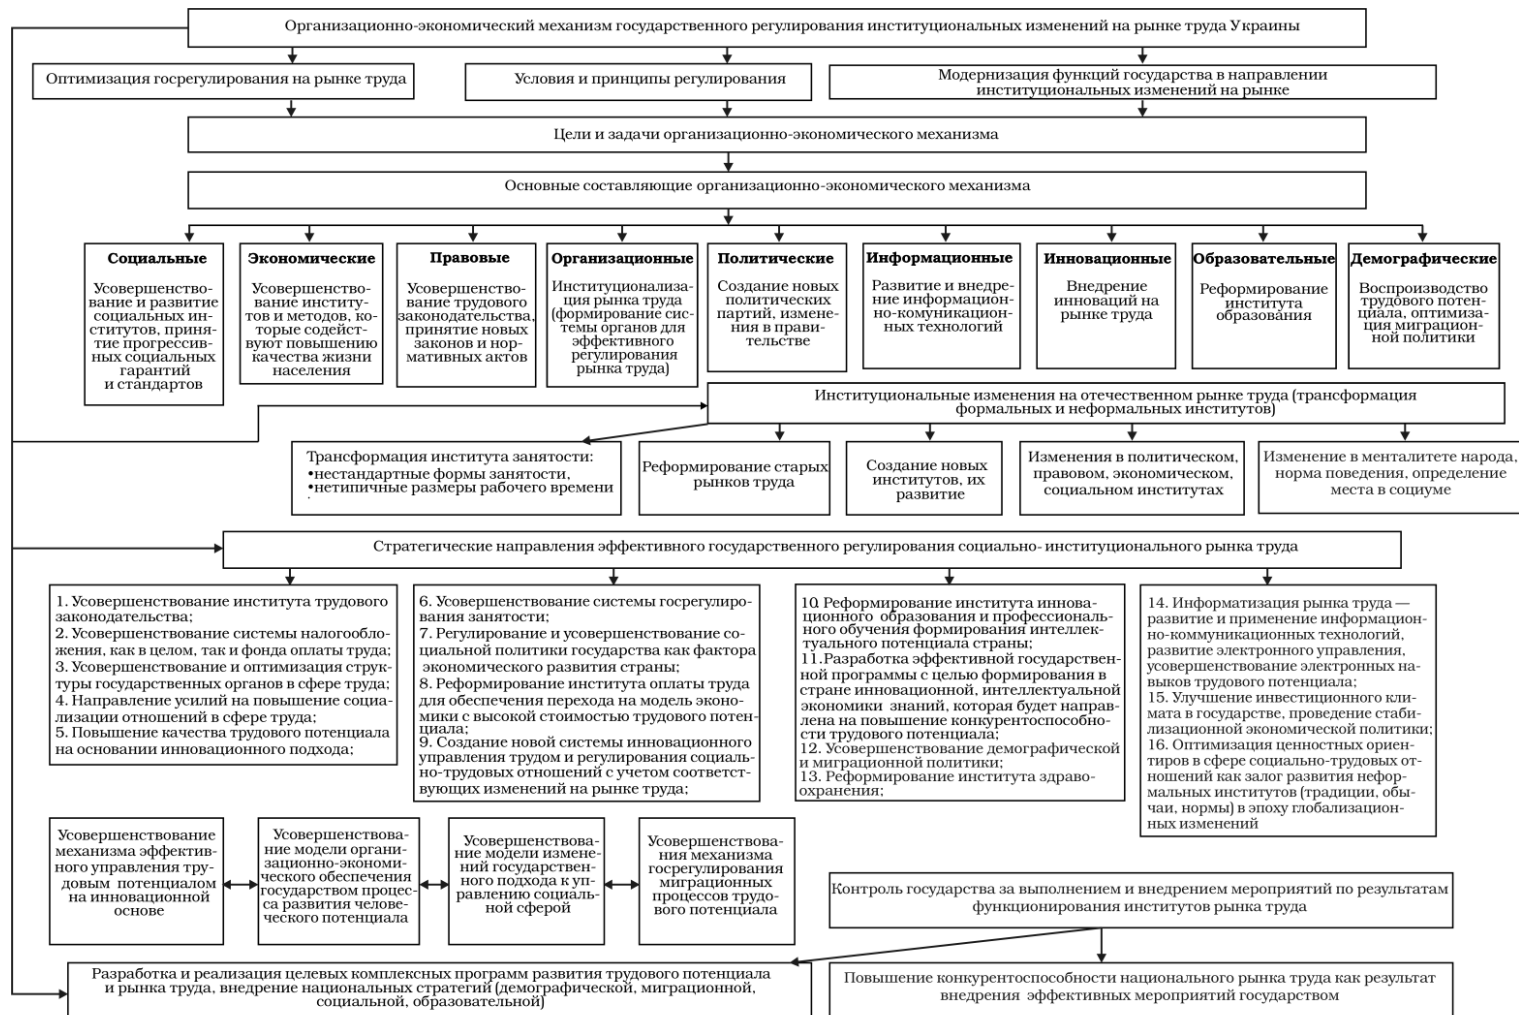 Организационно-экономический механизм государственного регулирования институциональных изменений на рынке труда Украины
Оптимизация госрегулирования на рынке труда
Условия и принципы регулирования
Модернизация функций государства в направлении
институциональных изменений на рынке
Цели и задачи организационно-экономического механизма
Основные составляющие организационно-экономического механизма
Социальные
Усовершенство-
вание и развитие
социальных ин-
ститутов, приня-
тие прогрессив-
ных социальных
гарантий
и стандартов
Экономические
Усовершенство-
вание институ-
тов и методов, ко-
торые содейст-
вуют повышению
качества жизни
населения
Правовые
Усовершенство-
вание трудового
законодательства,
принятие новых
законов и нор-
мативных актов
Организационные
Институционализа-
ция рынка труда
(формирование сис-
темы органов для
эффективного
регулирования
рынка труда)
Политические
Создание новых
политических
партий, изменения
в прави-
тельстве
Информационные
Развитие и внедре-
ние информацион-
но-комуникацион-
ных технологий
Инновационные
Внедрение
инноваций на
рынке труда
Образовательные
Реформирование
института
образования
Демографические
Воспроизводство
трудового потен-
циала, оптимиза-
ция миграцион-
ной политики
Институциональные изменения на отечественном рынке труда (трансформация
формальных и неформальных институтов)
Трансформация института занятости:
•нестандартные формы занятости,
•нетипичные размеры рабочего времени
.
Реформирование старых
рынков труда
Создание новых
институтов, их
развитие
Изменения в политическом,
правовом, экономическом,
социальном институтах
Изменение в менталитете народа,
норма поведения, определение
места в социуме
Стратегические направления эффективного государственного регулирования социально- институционального рынка труда
1. Усовершенствование института трудового
законодательства;
2. Усовершенствование системы налогообло-
жения, как в целом, так и фонда оплаты труда;
3. Усовершенствование и оптимизация струк-
туры государственных органов в сфере труда;
4. Направление усилий на повышение социа-
лизации отношений в сфере труда;
5. Повышение качества трудового потенциала
на основании инновационного подхода;
6. Усовершенствование системы госрегулиро-
вания занятости;
7. Регулирование и усовершенствование со-
циальной политики государства как фактора
экономического развития страны;
8. Реформирование института оплаты труда
для обеспечения перехода на модель эконо-
мики с высокой стоимостью трудового потен-
циала;
9. Создание новой системы инновационного
управления трудом и регулирования социаль-
но-трудовых отношений с учетом соответст-
вующих изменений на рынке труда;
10. Реформирование института иннова-
ционного образования и профессиональ-
ного обучения формирования интеллек-
туального потенциала страны;
11.Разработка эффективной государствен-
ной программы с целью формирования в
стране инновационной, интеллектуальной
экономики знаний, которая будет направ-
лена на повышение конкурентоспособно-
сти трудового потенциала;
12. Усовершенствование демографической
и миграционной политики;
13. Реформирование института здраво-
охранения;
14. Информатизация рынка труда —
развитие и применение информацион-
но-коммуникационных технологий,
развитие электронного управления,
усовершенствование электронных на-
выков трудового потенциала;
15. Улучшение инвестиционного кли-
мата в государстве, проведение стаби-
лизационной экономической политики;
16. Оптимизация ценностных ориен-
тиров в сфере социально-трудовых от-
ношений как залог развития нефор-
мальных институтов (традиции, обы-
чаи, нормы) в эпоху глобализацион-
ных изменений
Усовершенствование
механизма эффектив-
ного управления тру-
довым потенциалом
на инновационной
основе
Усовершенствова-
ние модели органи-
зационно-экономи-
ческого обеспечения
государством процес-
са развития челове-
ческого потенциала
Усовершенствова-
ние модели измене-
ний государствен-
ного подхода к уп-
равлению социаль-
ной сферой
Усовершенствова-
ния механизма
госрегулирования
миграционных
процессов трудо-
вого потенциала
Контроль государства за выполнением и внедрением мероприятий по результатам
функционирования институтов рынка труда
Разработка и реализация целевых комплексных программ развития трудового потенциала
и рынка труда, внедрение национальных стратегий (демографической, миграционной,
социальной, образовательной)
Повышение конкурентоспособности национального рынка труда как результат
внедрения эффективных мероприятий государством